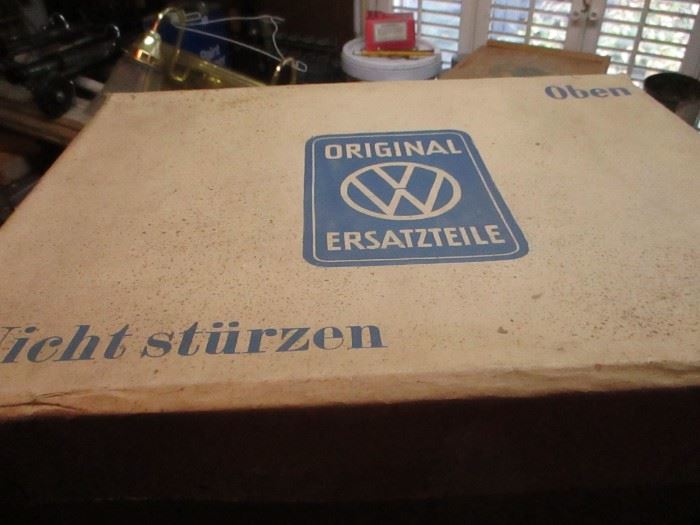 Oben
ORIGINAL
VW
ERSATZTEILE
Nicht stürzen